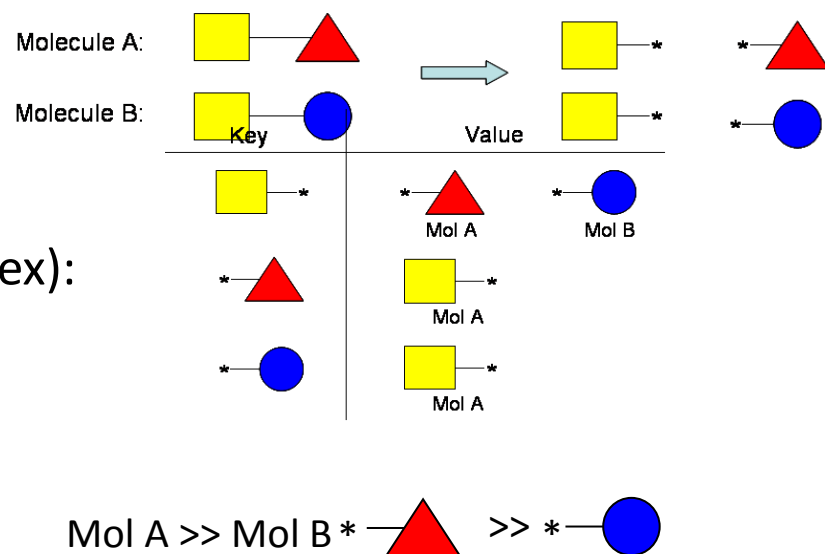 Molecule A: * *
Molecule B: * *
Key Value
* * *
Mol A Mol B
ex):
* *
Mol A
* *
Mol A
Mol A >> Mol B * >> *